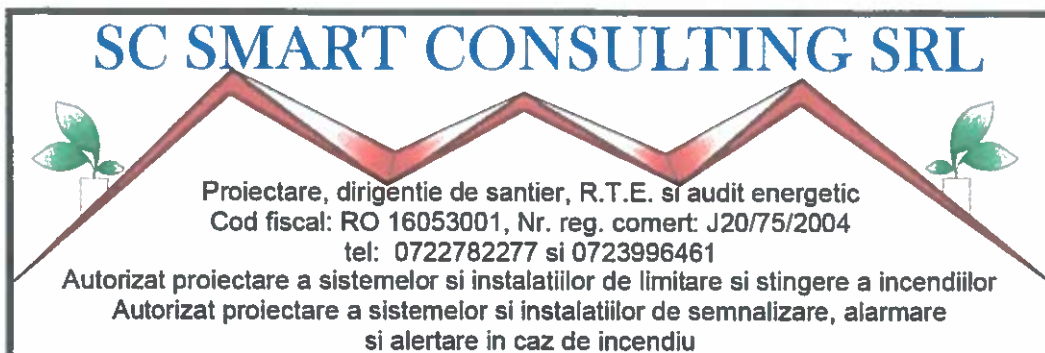 SC SMART CONSULTING SRL
Proiectare, dirigentie de santier, R.T.E. si audit energetic
Cod fiscal: RO 16053001, Nr. reg. comert: J20/75/2004
tel: 0722782277 si 0723996461
Autorizat proiectare a sistemelor si instalatiilor de limitare si stingere a incendiilor
Autorizat proiectare a sistemelor si instalatiilor de semnalizare, alarmare
si alertare in caz de incendiu